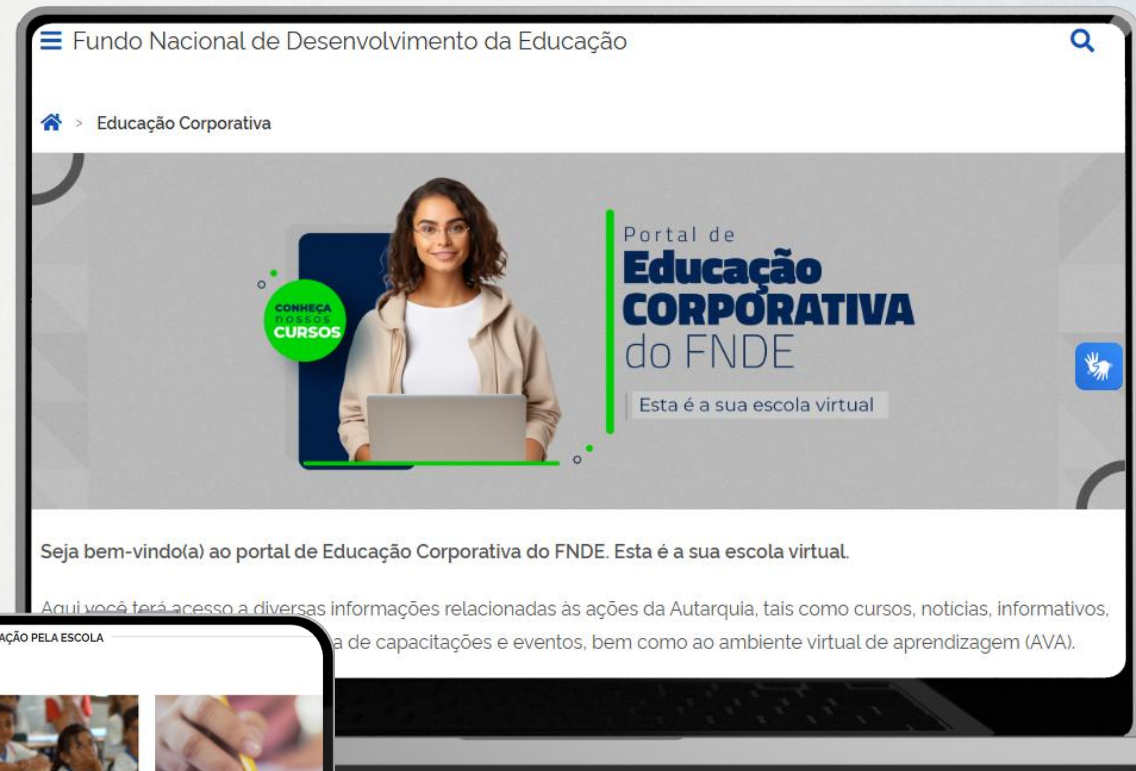 Fundo Nacional de Desenvolvimento da Educação
> Educação Corporativa
CONHEÇA
nossos
CURSOS
Portal de
Educação
CORPORATIVA
do FNDE
Esta é a sua escola virtual
Seja bem-vindo(a) ao portal de Educação Corporativa do FNDE. Esta é a sua escola virtual.
Aqui você terá acesso a diversas informações relacionadas às ações da Autarquia, tais como cursos, notícias, informativos,
a de capacitações e eventos, bem como ao ambiente virtual de aprendizagem (AVA).
AÇÃO PELA ESCOLA